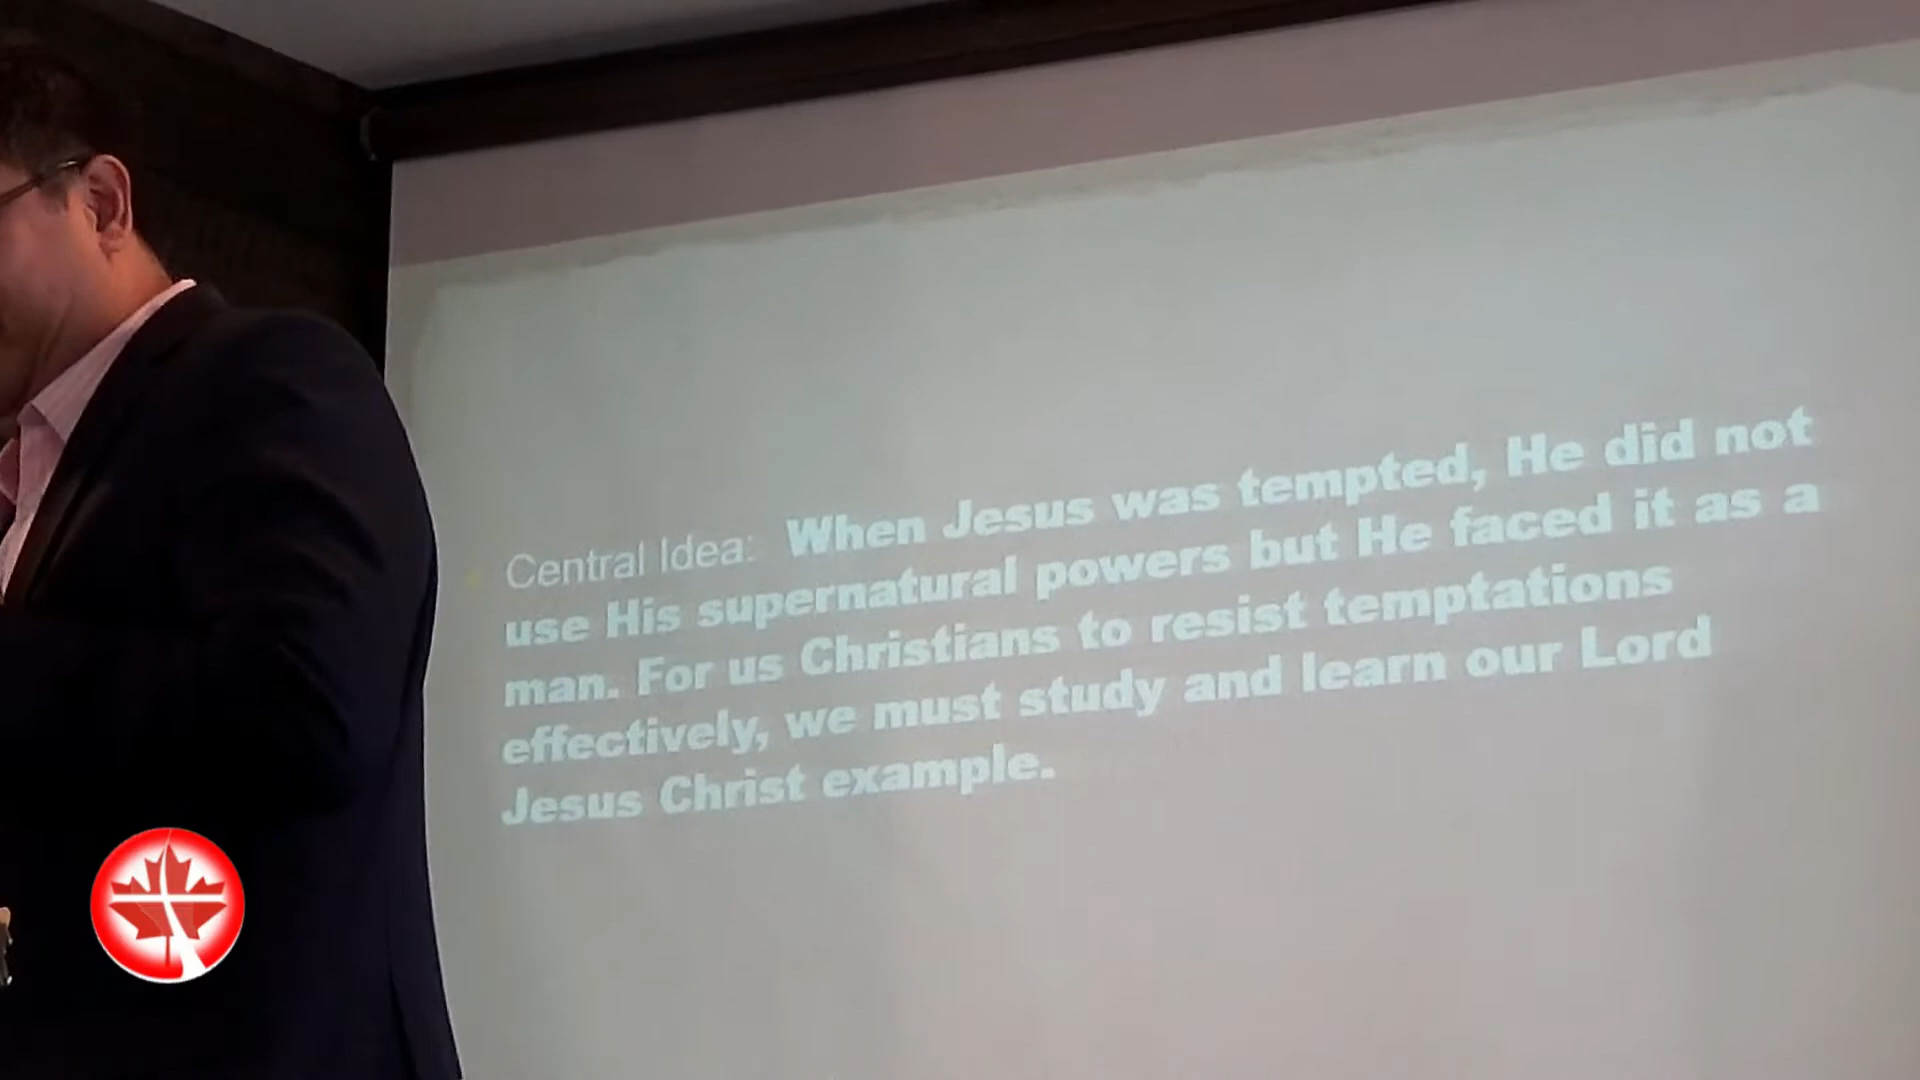 Central Idea: When Jesus was tempted, He did not
use His supernatural powers but He faced it as a
man. For us Christians to resist temptations
effectively, we must study and learn our Lord
Jesus Christ example.